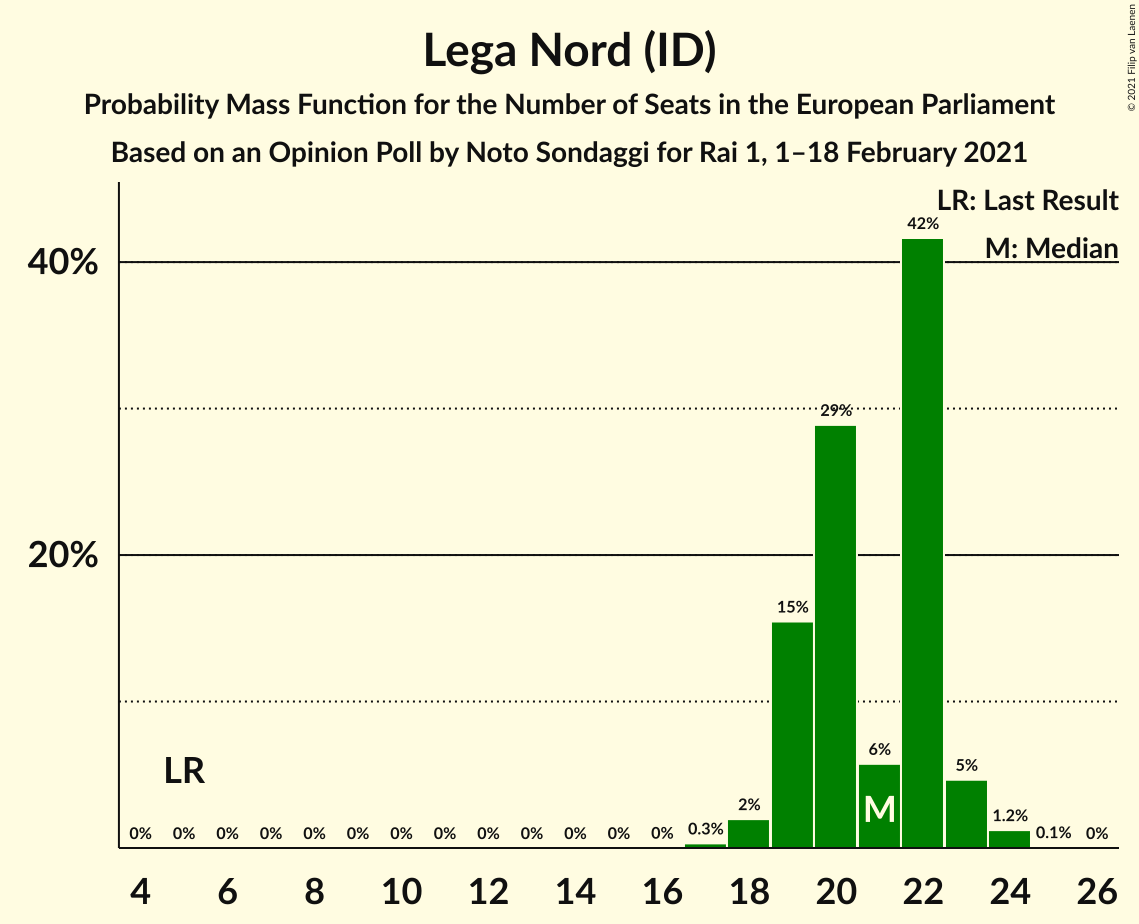 Lega Nord (ID)
Probability Mass Function for the Number of Seats in the European Parliament
Based on an Opinion Poll by Noto Sondaggi for Rai 1, 1–18 February 2021
© 2021 Filip van Laenen
LR: Last Result
M: Median
40%
20%
42%
29%
15%
6%
5%
2%
1.2%
0.3%
0.1%
0%
LR
M
0% 0% 0% 0% 0% 0% 0% 0% 0% 0% 0% 0% 0%
4 6 8 10 12 14 16 18 20 22 24 26